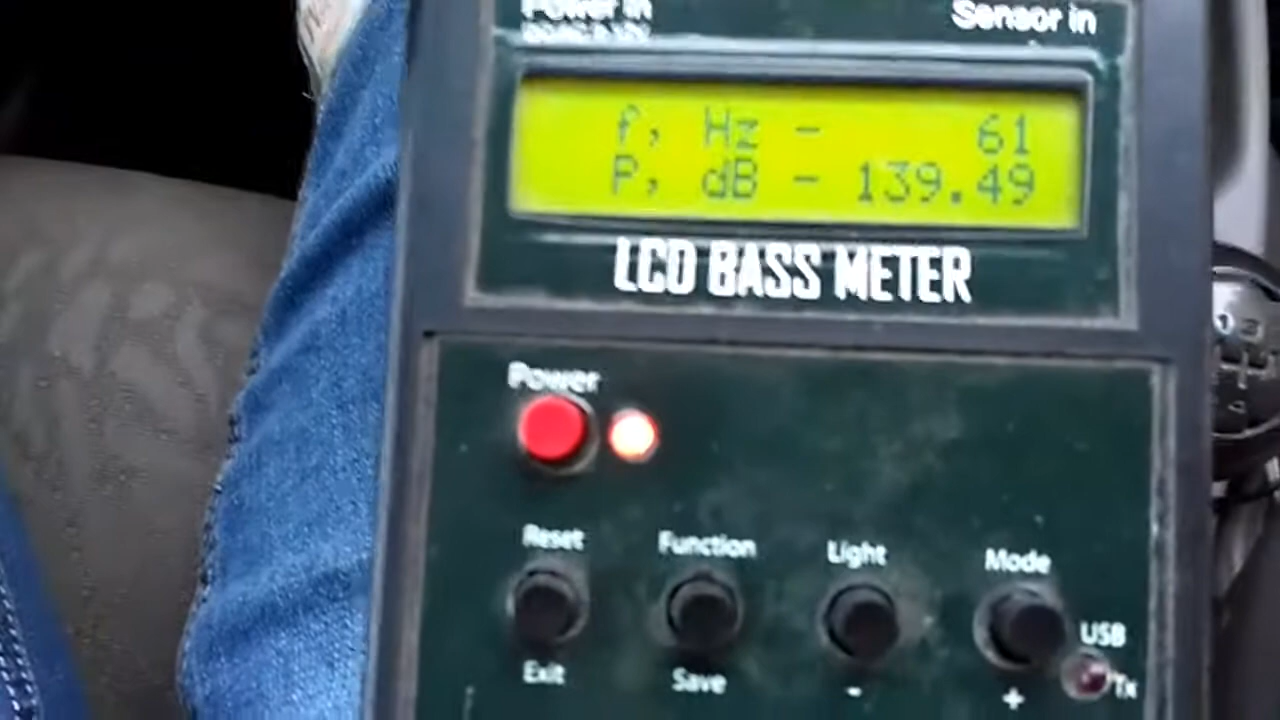 Power in
Sensor in
f, Hz - 61
P, dB - 139.49
LCD BASS METER
Power
Reset
Function
Light
Mode
USB
Exit
Save
-
+
Tx